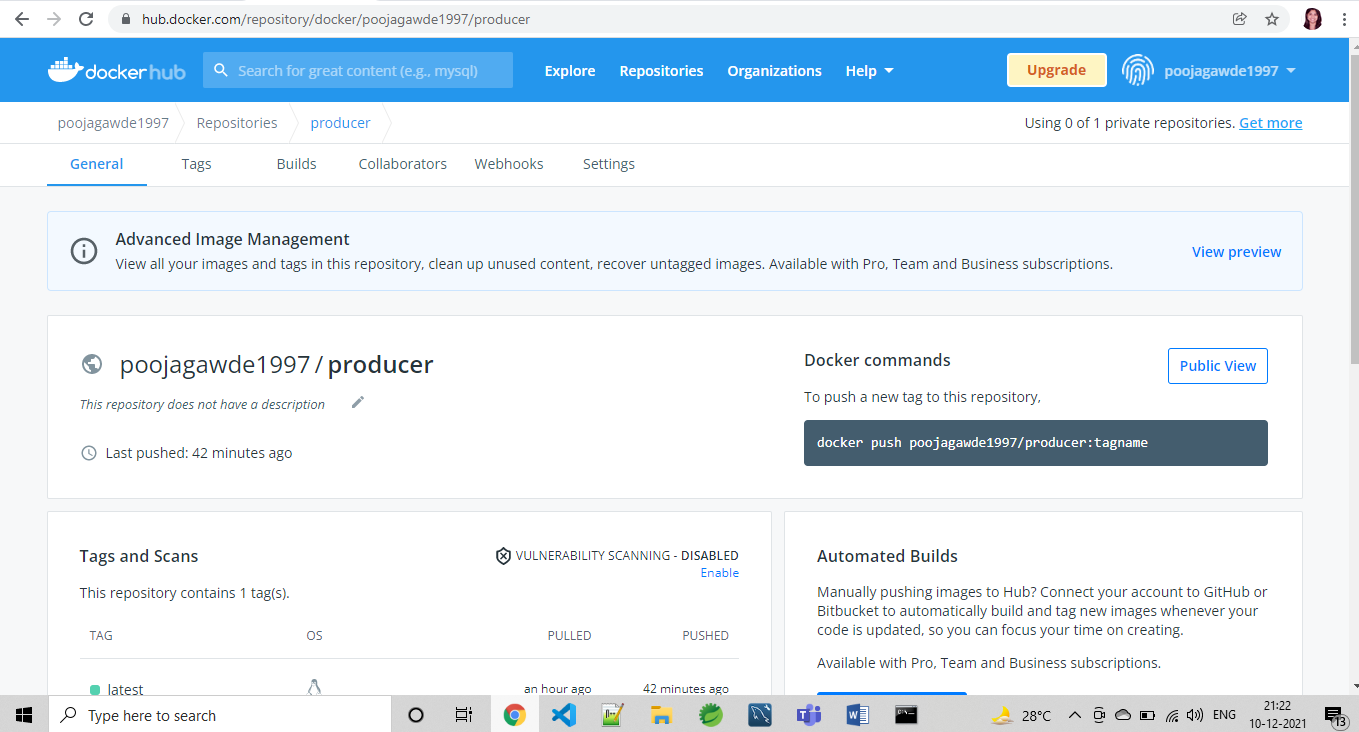 hub.docker.com/repository/docker/poojagawde1997/producer
dockerhub
Search for great content (e.g., mysql)
Explore
Repositories
Organizations
Help
Upgrade
poojagawde1997
poojagawde1997
Repositories
producer
Using 0 of 1 private repositories. Get more
General
Tags
Builds
Collaborators
Webhooks
Settings
Advanced Image Management
View all your images and tags in this repository, clean up unused content, recover untagged images. Available with Pro, Team and Business subscriptions.
View preview
poojagawde1997 / producer
This repository does not have a description
Last pushed: 42 minutes ago
Docker commands
Public View
To push a new tag to this repository,
docker push poojagawde1997/producer:tagname
Tags and Scans
VULNERABILITY SCANNING - DISABLED
Enable
This repository contains 1 tag(s).
TAG
OS
PULLED
PUSHED
latest
an hour ago
42 minutes ago
Automated Builds
Manually pushing images to Hub? Connect your account to GitHub or
Bitbucket to automatically build and tag new images whenever your
code is updated, so you can focus your time on creating.
Available with Pro, Team and Business subscriptions.
Type here to search
28°C
ENG
21:22
10-12-2021
13